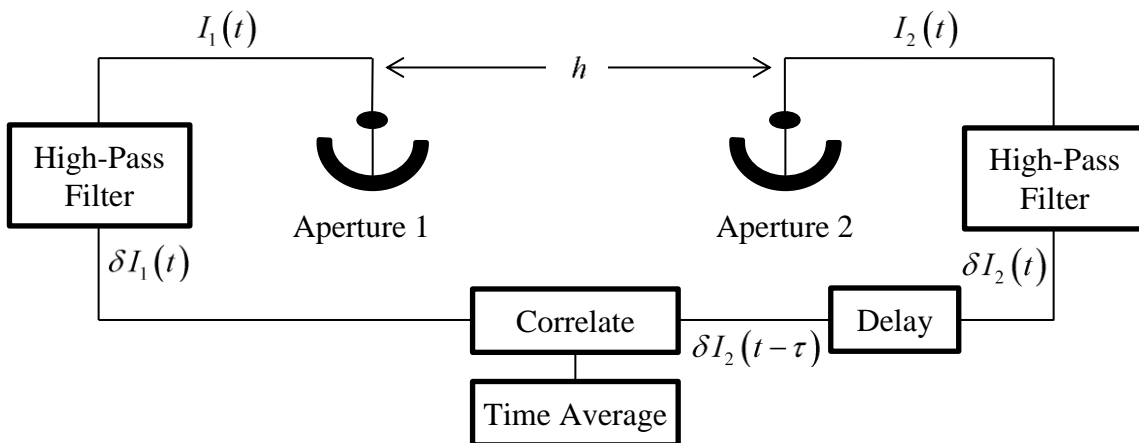 I₁(t)
I₂(t)
h
High-Pass
Filter
High-Pass
Filter
Aperture 1
Aperture 2
δI₁(t)
δI₂(t)
Correlate
Delay
δI₂(t−τ)
Time Average